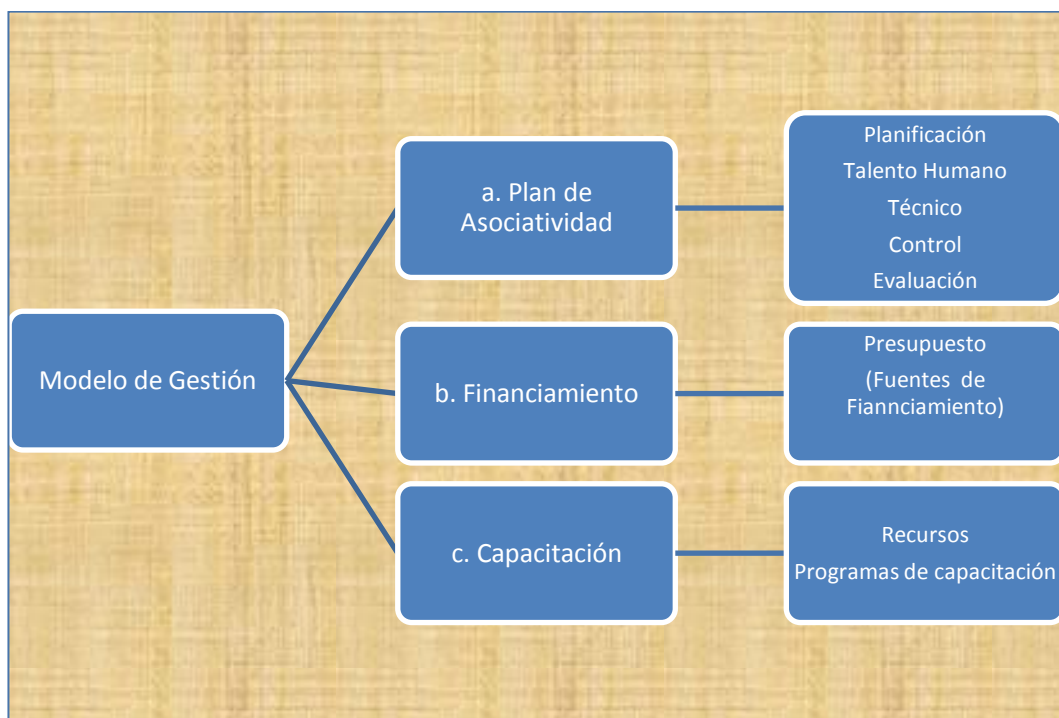 Modelo de Gestión
a. Plan de
Asociatividad
Planificación
Talento Humano
Técnico
Control
Evaluación
b. Financiamiento
Presupuesto
(Fuentes de
Fiannciamiento)
c. Capacitación
Recursos
Programas de capacitación